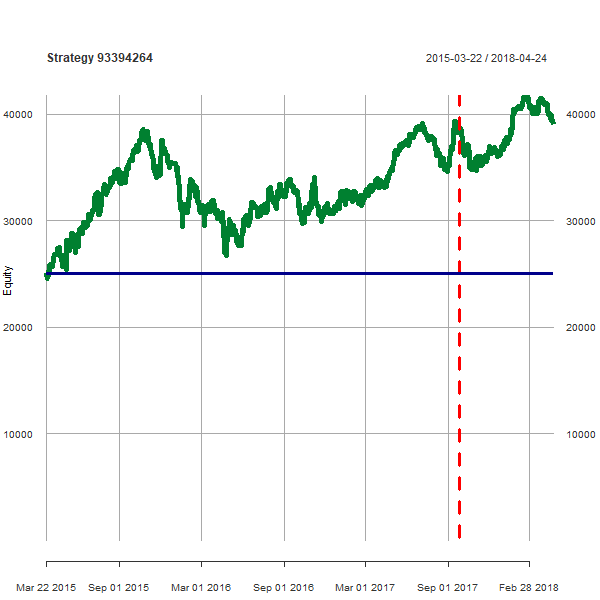 Strategy 93394264
2015-03-22 / 2018-04-24
40000 40000
30000 30000
20000 20000
10000 10000
Equity
Mar 22 2015 Sep 01 2015 Mar 01 2016 Sep 01 2016 Mar 01 2017 Sep 01 2017 Feb 28 2018